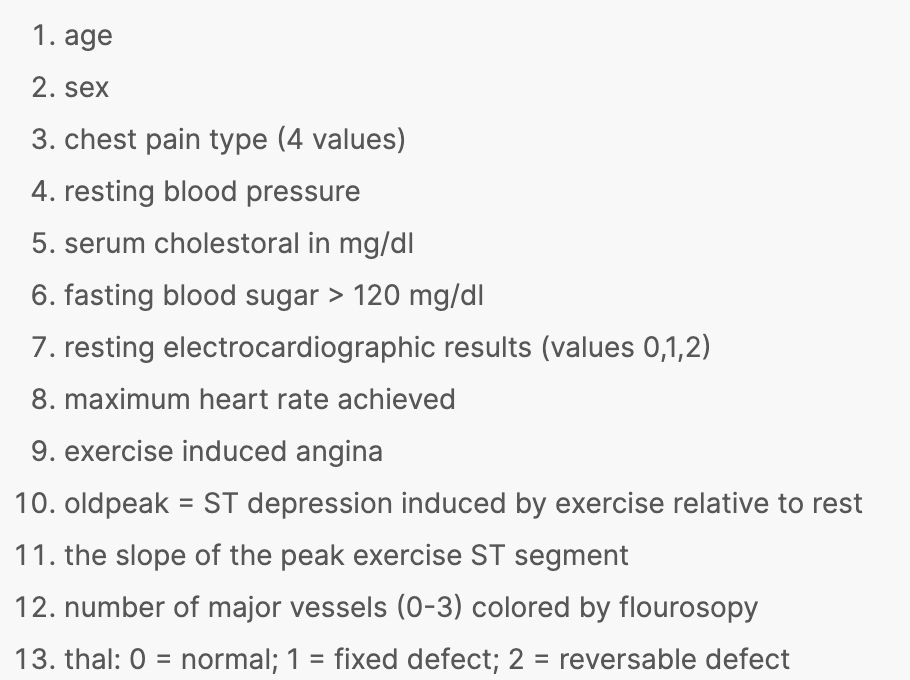 1. age
2. sex
3. chest pain type (4 values)
4. resting blood pressure
5. serum cholestoral in mg/dl
6. fasting blood sugar > 120 mg/dl
7. resting electrocardiographic results (values 0,1,2)
8. maximum heart rate achieved
9. exercise induced angina
10. oldpeak = ST depression induced by exercise relative to rest
11. the slope of the peak exercise ST segment
12. number of major vessels (0-3) colored by flourosopy
13. thal: 0 = normal; 1 = fixed defect; 2 = reversable defect